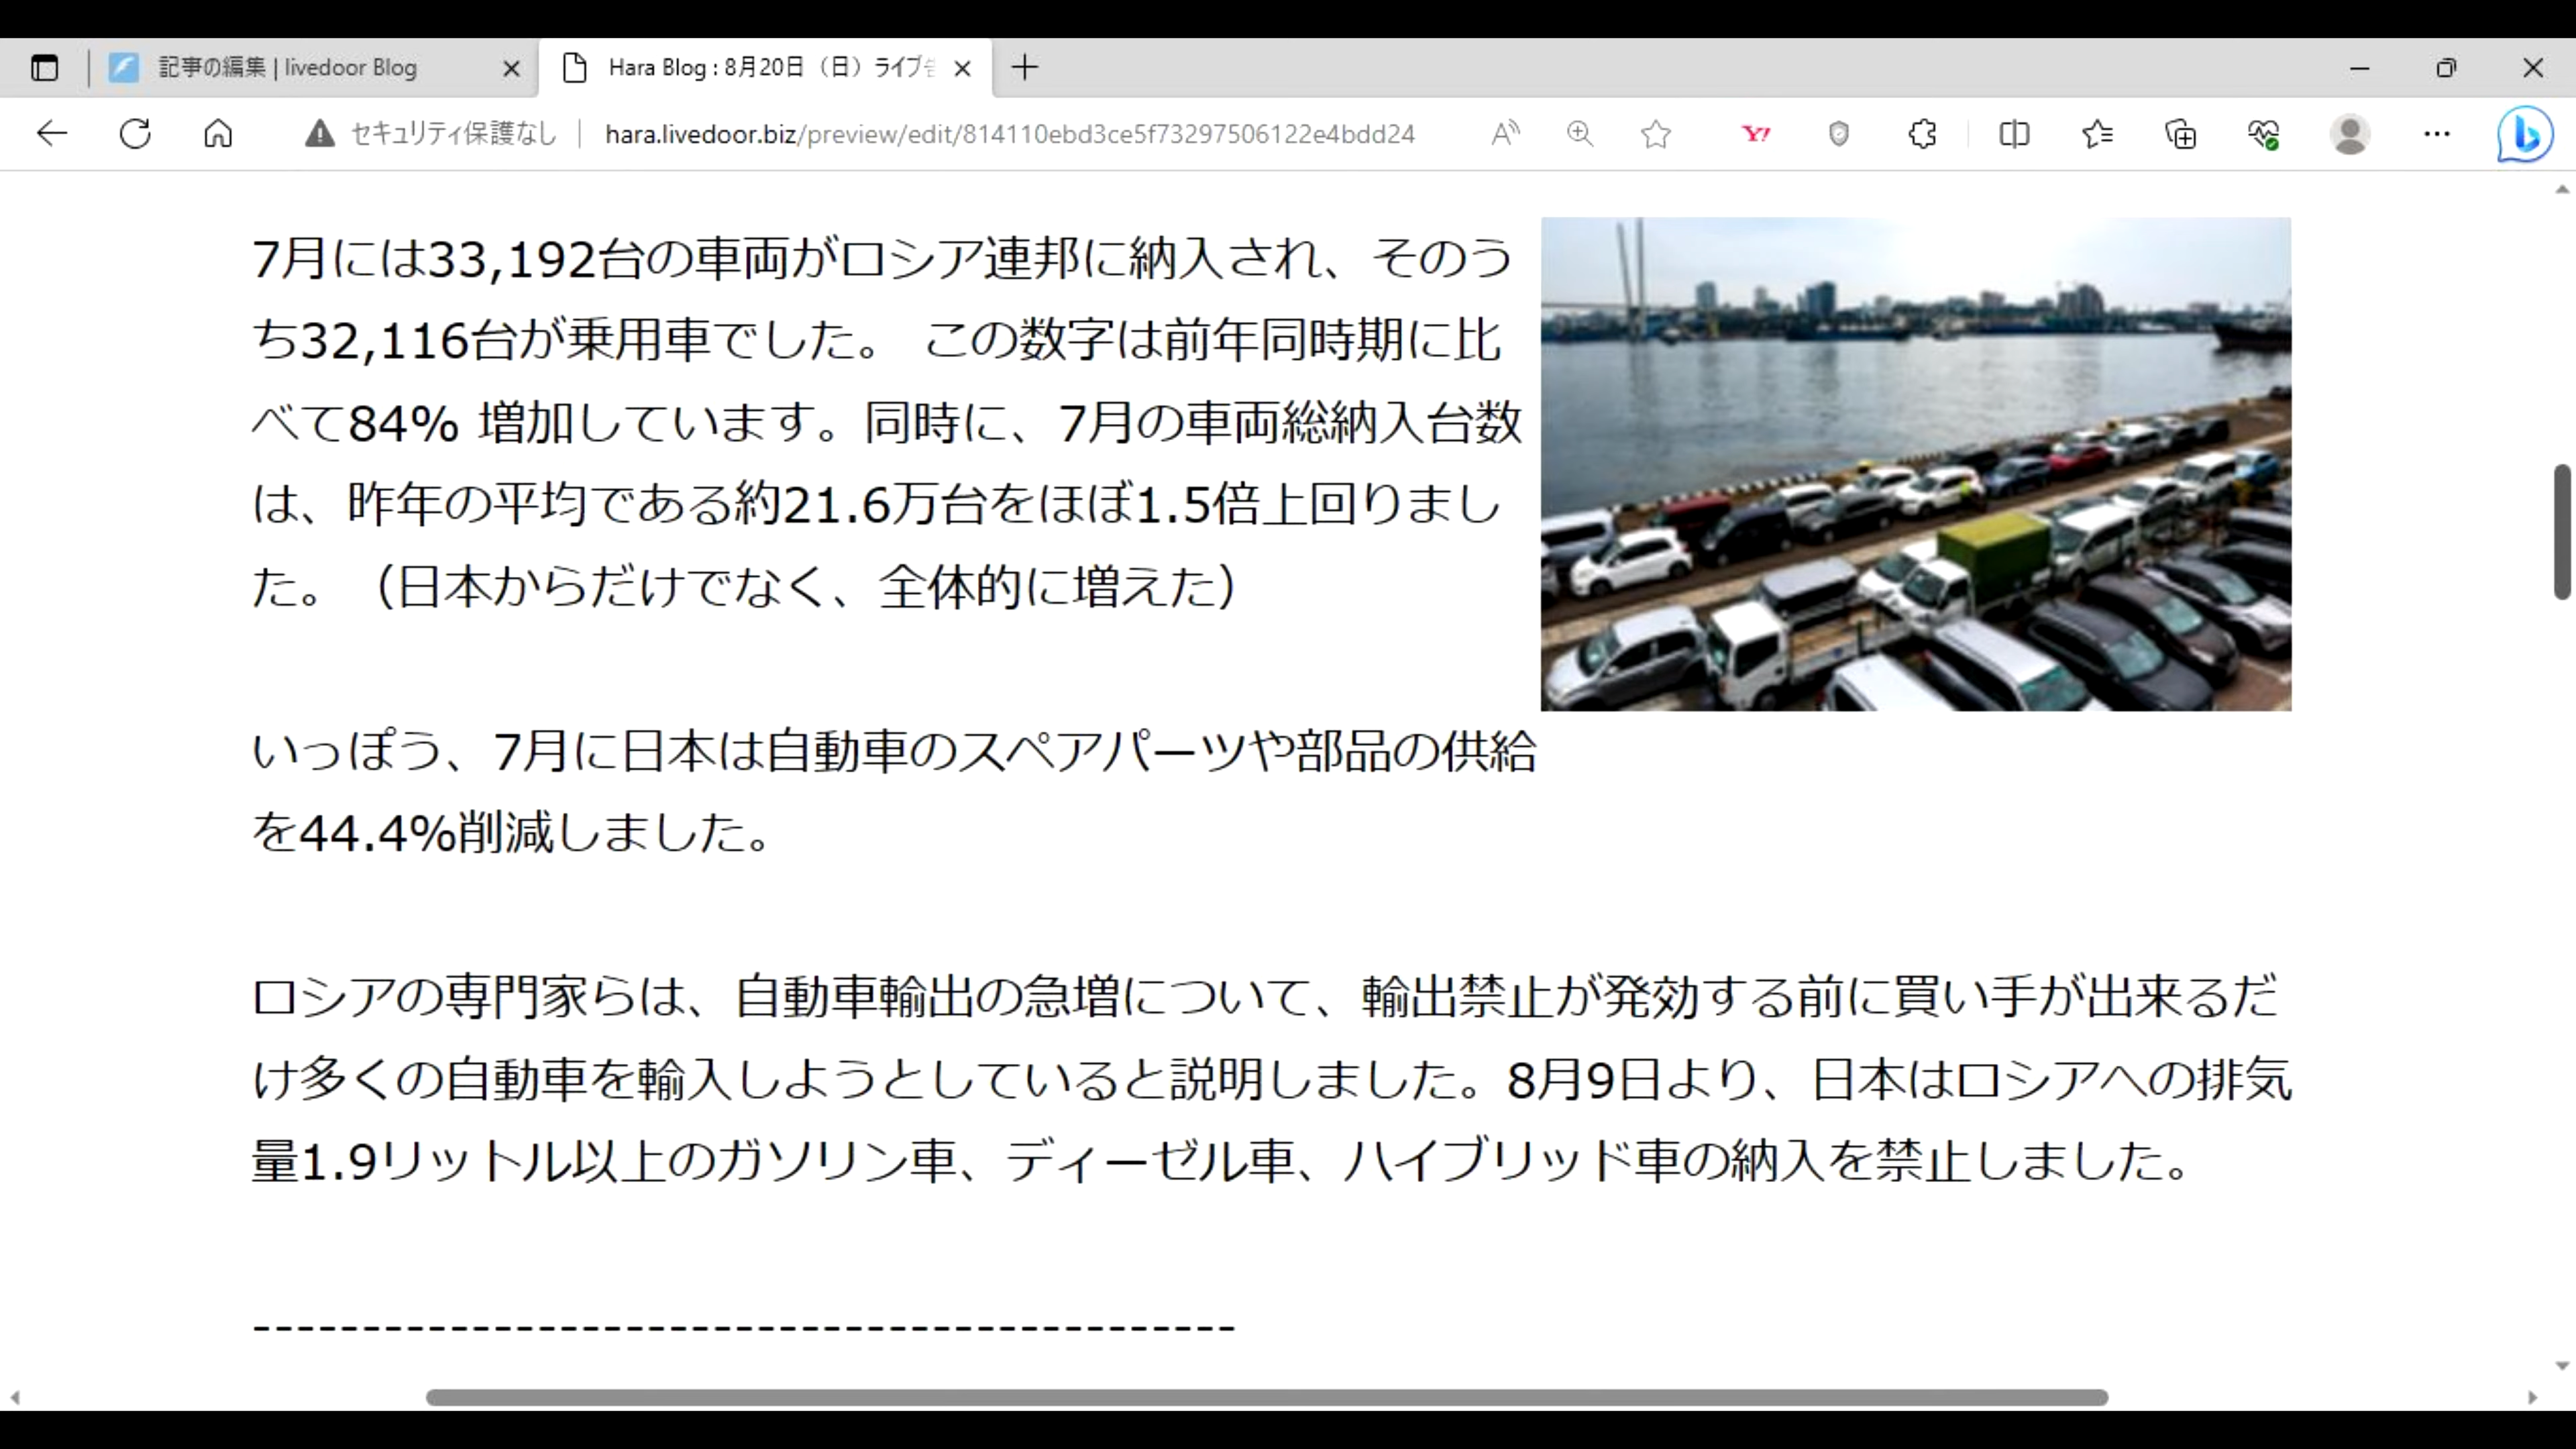 記事の編集 | livedoor Blog
Hara Blog : 8月20日（日）ライブ
セキュリティ保護なし
hara.livedoor.biz/preview/edit/814110ebd3ce5f73297506122e4bdd24
7月には33,192台の車両がロシア連邦に納入され、そのう
ち32,116台が乗用車でした。 この数字は前年同時期に比
べて84% 増加しています。同時に、7月の車両総納入台数
は、昨年の平均である約21.6万台をほぼ1.5倍上回りまし
た。（日本からだけでなく、全体的に増えた）
いっぽう、7月に日本は自動車のスペアパーツや部品の供給
を44.4%削減しました。
ロシアの専門家らは、自動車輸出の急増について、輸出禁止が発効する前に買い手が出来るだ
け多くの自動車を輸入しようとしていると説明しました。8月9日より、日本はロシアへの排気
量1.9リットル以上のガソリン車、ディーゼル車、ハイブリッド車の納入を禁止しました。
---------------------------------------------